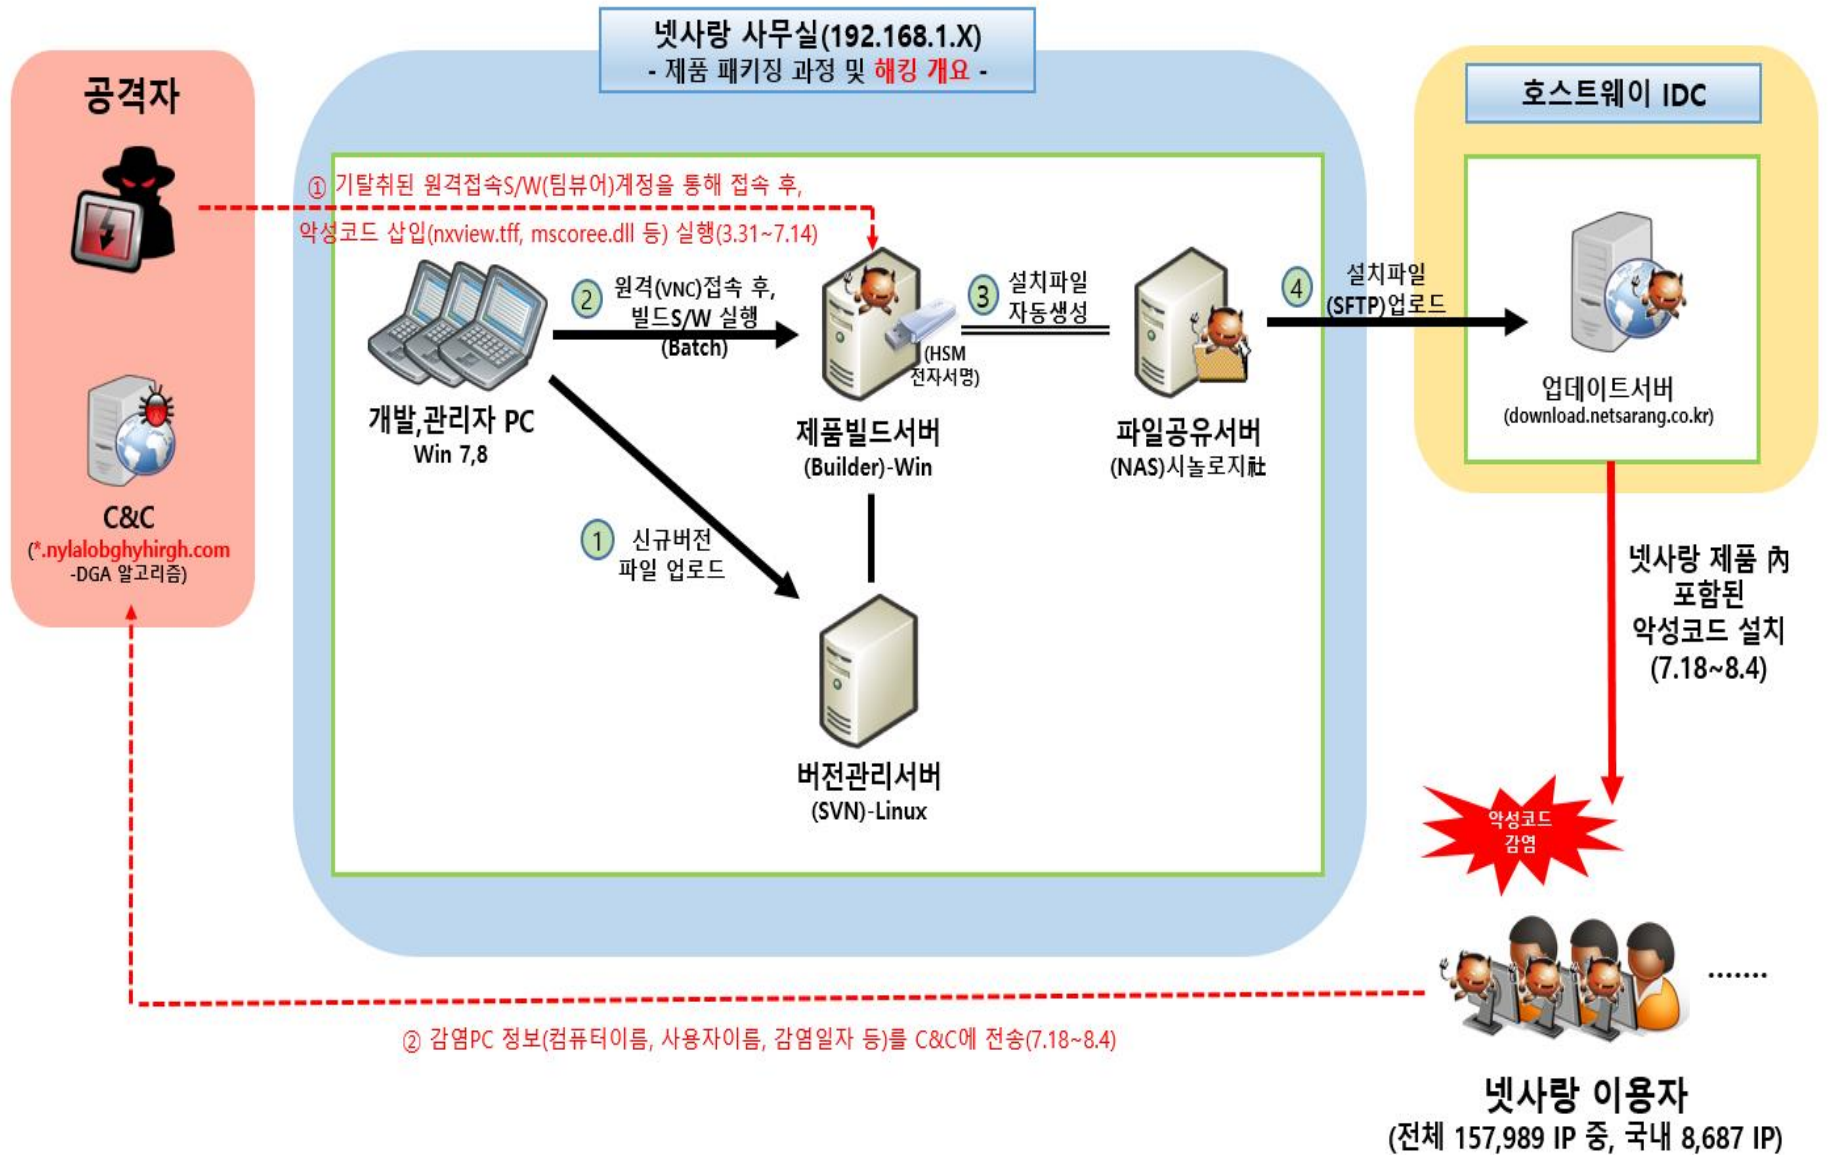 넷사랑 사무실(192.168.1.X)
- 제품 패키징 과정 및 해킹 개요 -
공격자
호스트웨이 IDC
① 기탈취된 원격접속S/W(팀뷰어)계정을 통해 접속 후,
악성코드 삽입(nxview.tff, mscoree.dll 등) 실행(3.31~7.14)
2
원격(VNC)접속 후,
빌드S/W 실행
(Batch)
3
설치파일
자동생성
4
설치파일
(SFTP)업로드
(HSM
전자서명)
개발,관리자 PC
Win 7,8
제품빌드서버
(Builder)-Win
파일공유서버
(NAS)시놀로지社
업데이트서버
(download.netsarang.co.kr)
C&C
(*.nylalobghyhirgh.com
-DGA 알고리즘)
1
신규버전
파일 업로드
버전관리서버
(SVN)-Linux
넷사랑 제품 內
포함된
악성코드 설치
(7.18~8.4)
악성코드
감염
.......
② 감염PC 정보(컴퓨터이름, 사용자이름, 감염일자 등)를 C&C에 전송(7.18~8.4)
넷사랑 이용자
(전체 157,989 IP 중, 국내 8,687 IP)